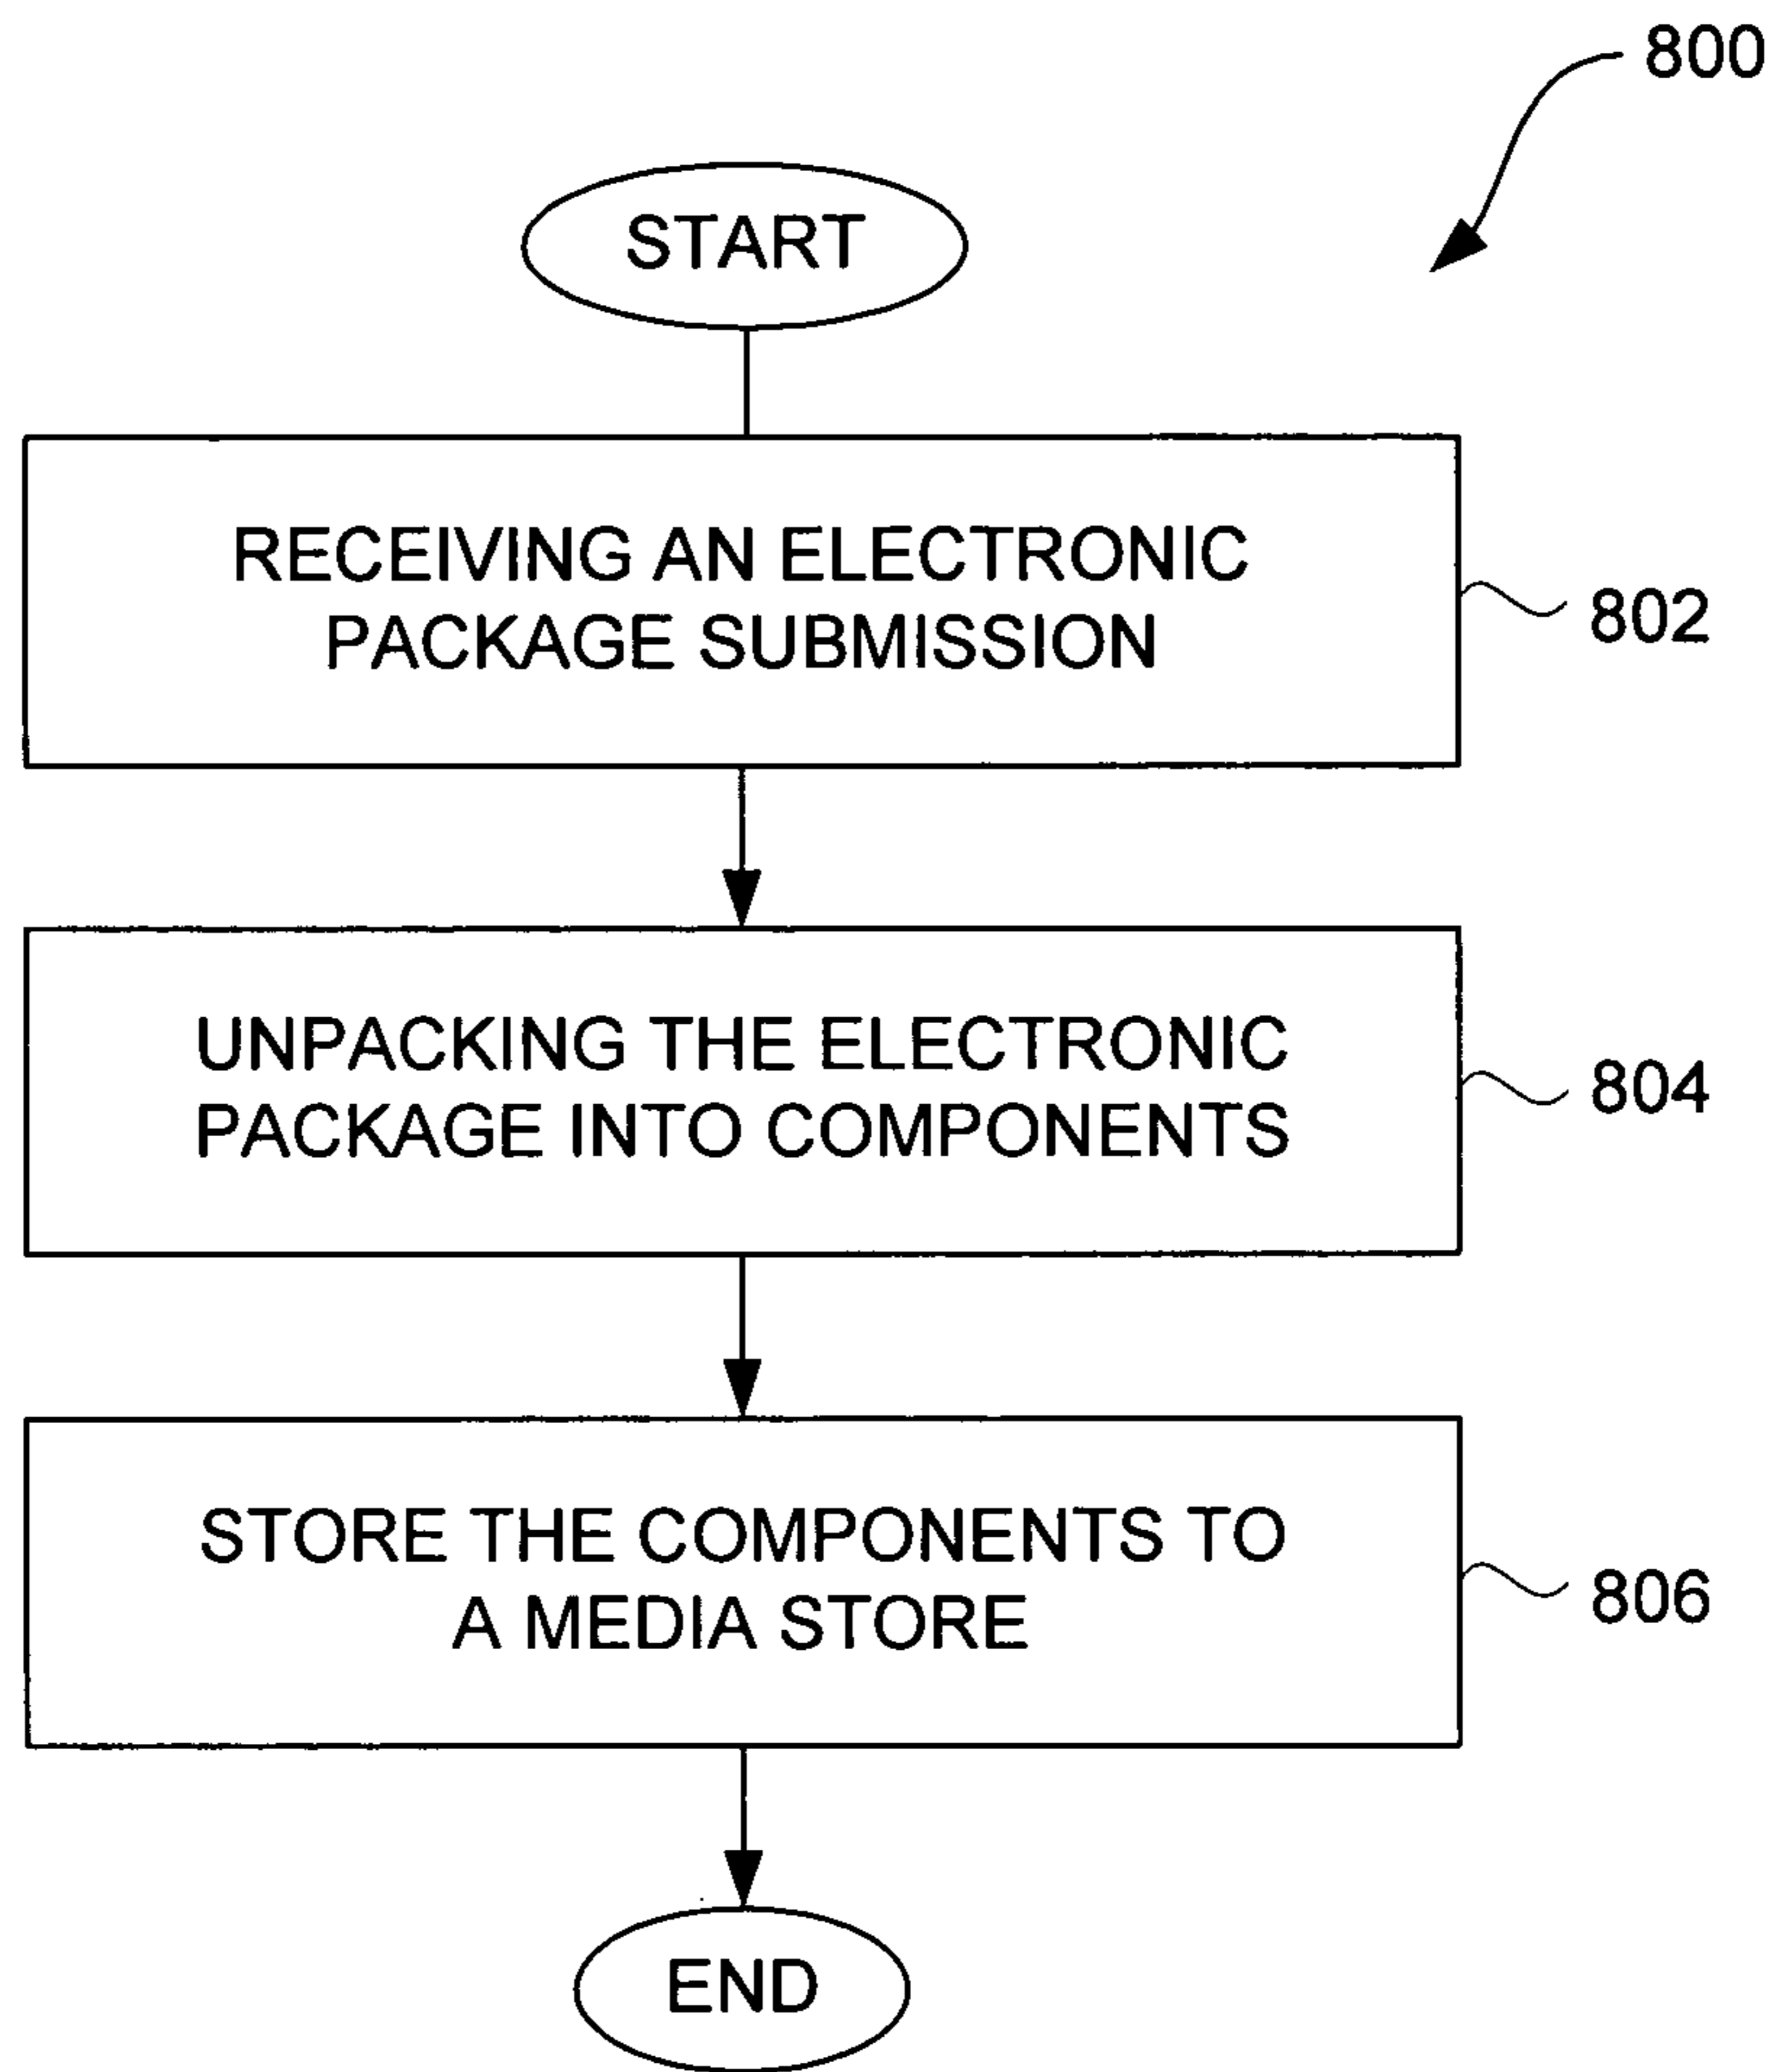 800
START
RECEIVING AN ELECTRONIC
PACKAGE SUBMISSION
802
UNPACKING THE ELECTRONIC
PACKAGE INTO COMPONENTS
804
STORE THE COMPONENTS TO
A MEDIA STORE
806
END